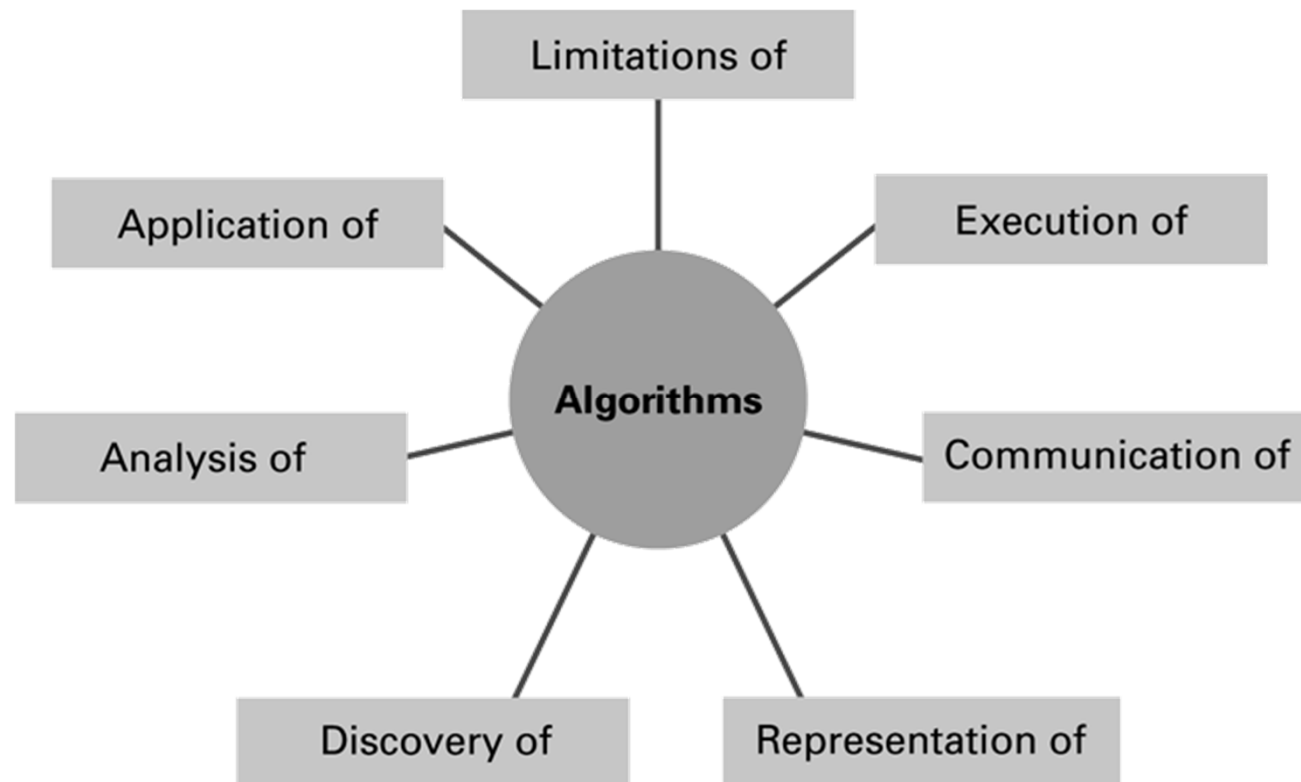 Limitations of
Application of
Execution of
Algorithms
Analysis of
Communication of
Discovery of
Representation of